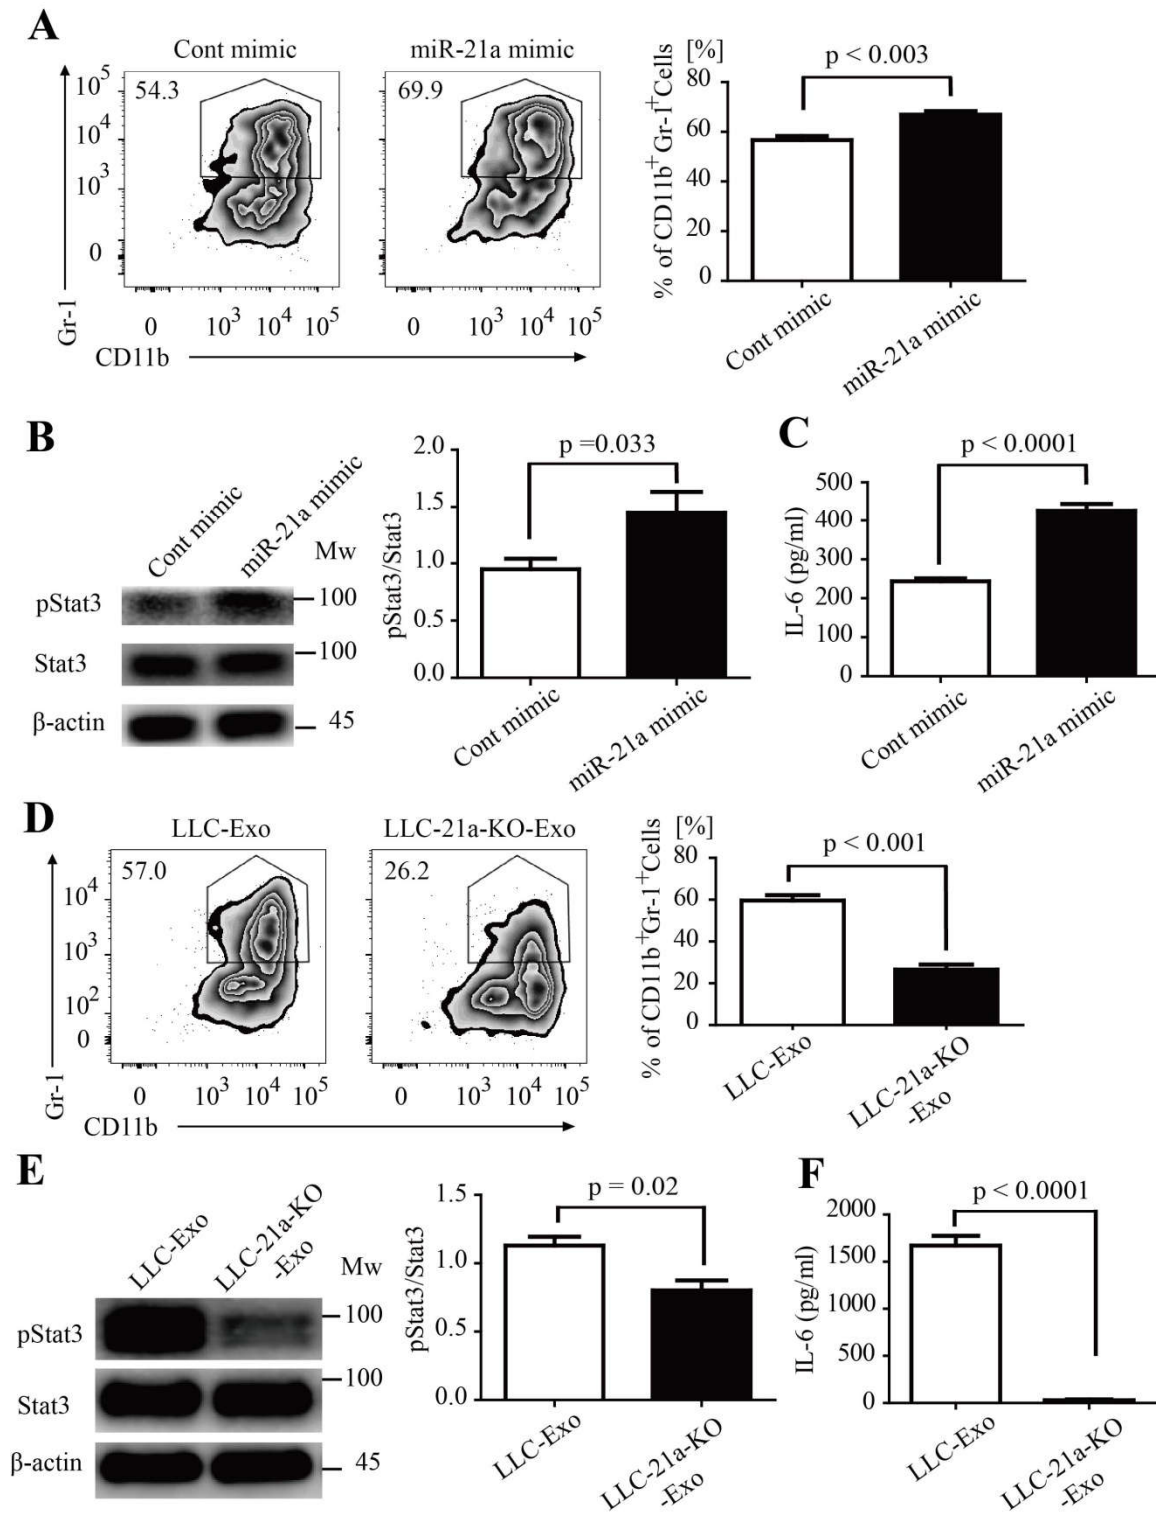 A
Cont mimic
miR-21a mimic
54.3
69.9
10^5
10^4
10^3
0
Gr-1
0 10^3 10^4 10^5
0 10^3 10^4 10^5
CD11b
[%]
p < 0.003
% of CD11b^+ Gr-1^+Cells
80
60
40
20
0
Cont mimic
miR-21a mimic
B
Cont mimic
miR-21a mimic
Mw
pStat3
100
Stat3
100
β-actin
45
p =0.033
pStat3/Stat3
2.0
1.5
1.0
0.5
0.0
Cont mimic
miR-21a mimic
C
p < 0.0001
IL-6 (pg/ml)
500
400
300
200
100
0
Cont mimic
miR-21a mimic
D
LLC-Exo
LLC-21a-KO-Exo
57.0
26.2
10^4
10^3
10^2
0
Gr-1
0 10^3 10^4 10^5
0 10^3 10^4 10^5
CD11b
[%]
p < 0.001
% of CD11b^+Gr-1^+Cells
80
60
40
20
0
LLC-Exo
LLC-21a-KO
-Exo
E
LLC-Exo
LLC-21a-KO
-Exo
Mw
pStat3
100
Stat3
100
β-actin
45
p = 0.02
pStat3/Stat3
1.5
1.0
0.5
0.0
LLC-Exo
LLC-21a-KO
-Exo
F
p < 0.0001
IL-6 (pg/ml)
2000
1500
1000
500
0
LLC-Exo
LLC-21a-KO
-Exo